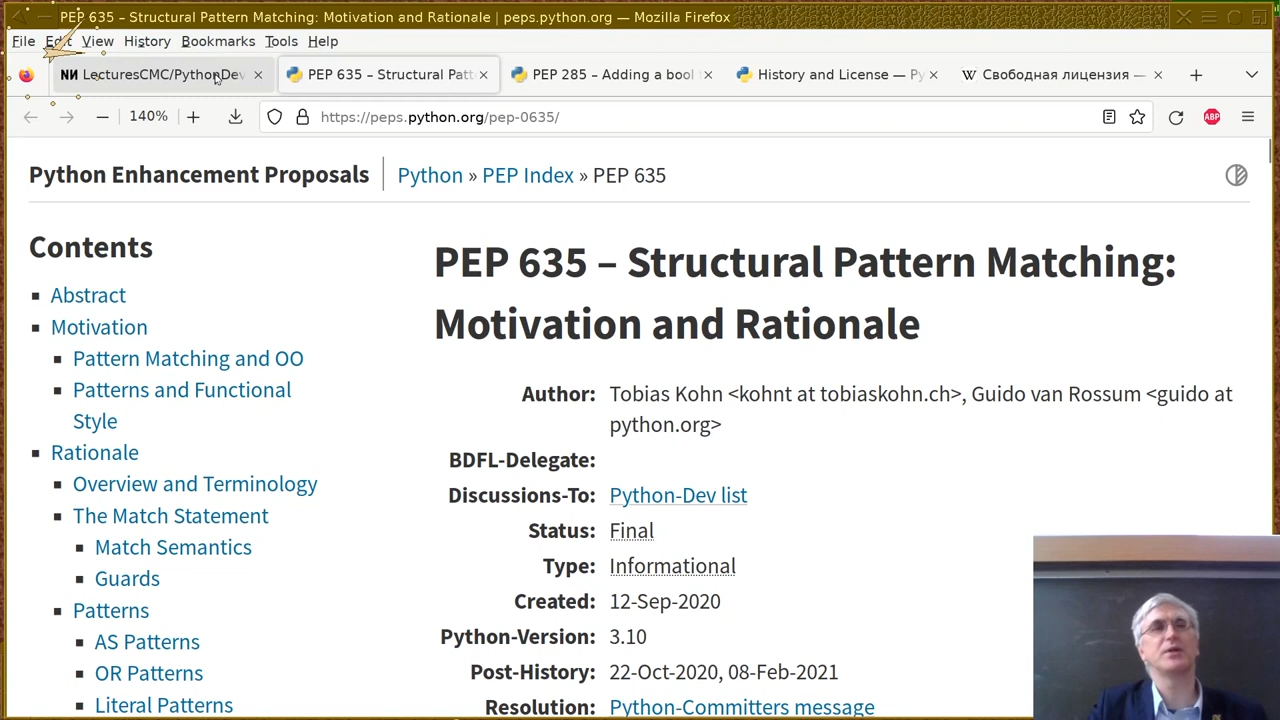 PEP 635 – Structural Pattern Matching: Motivation and Rationale | peps.python.org — Mozilla Firefox
File Edit View History Bookmarks Tools Help
LecturesCMC/PythonDev
PEP 635 – Structural Patt
PEP 285 – Adding a bool
History and License — Py
W Свободная лицензия —
140%
https://peps.python.org/pep-0635/
ABP
Python Enhancement Proposals
Python » PEP Index » PEP 635
Contents
Abstract
Motivation
Pattern Matching and OO
Patterns and Functional
Style
Rationale
Overview and Terminology
The Match Statement
Match Semantics
Guards
Patterns
AS Patterns
OR Patterns
Literal Patterns
PEP 635 – Structural Pattern Matching:
Motivation and Rationale
Author: Tobias Kohn <kohnt at tobiaskohn.ch>, Guido van Rossum <guido at
python.org>
BDFL-Delegate:
Discussions-To: Python-Dev list
Status: Final
Type: Informational
Created: 12-Sep-2020
Python-Version: 3.10
Post-History: 22-Oct-2020, 08-Feb-2021
Resolution: Python-Committers message